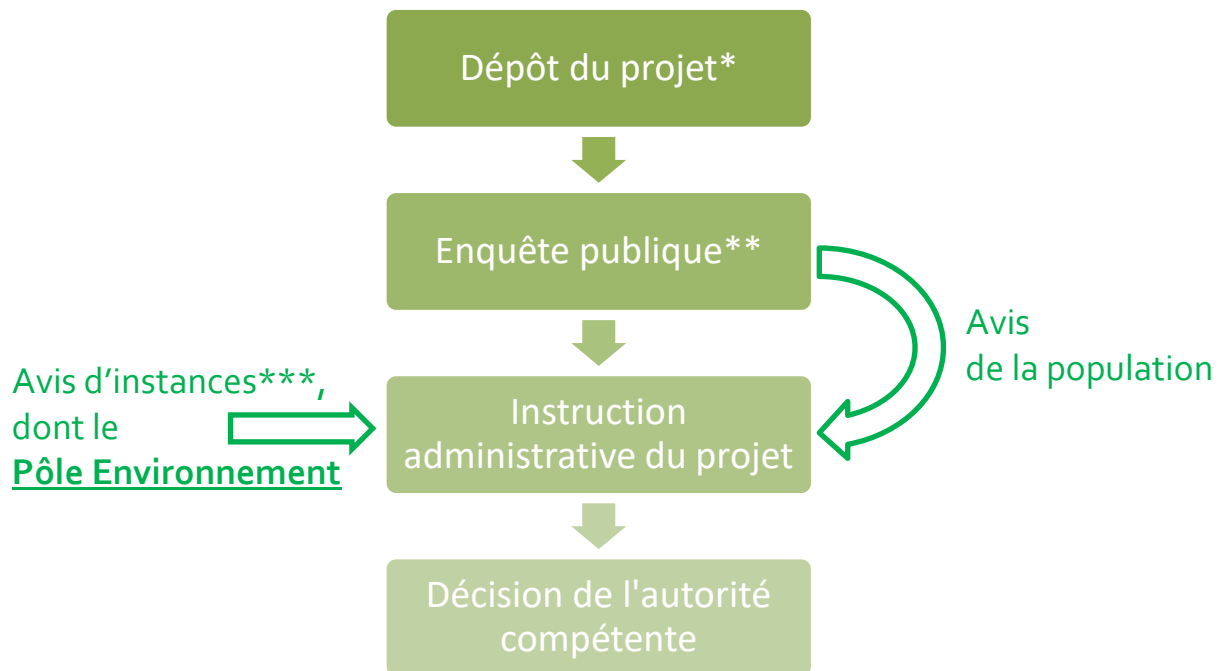 Dépôt du projet*
Enquête publique**
Avis
de la population
Avis d’instances***,
dont le
Pôle Environnement
Instruction
administrative du projet
Décision de l'autorité
compétente